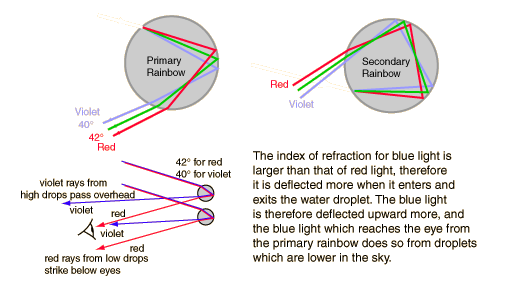 Primary
Rainbow
Violet
40°
42°
Red
Secondary
Rainbow
Red
Violet
42° for red
40° for violet
violet rays from
high drops pass overhead
violet
red
violet
red
red rays from low drops
strike below eyes
The index of refraction for blue light is
larger than that of red light, therefore
it is deflected more when it enters and
exits the water droplet. The blue light
is therefore deflected upward more, and
the blue light which reaches the eye from
the primary rainbow does so from droplets
which are lower in the sky.